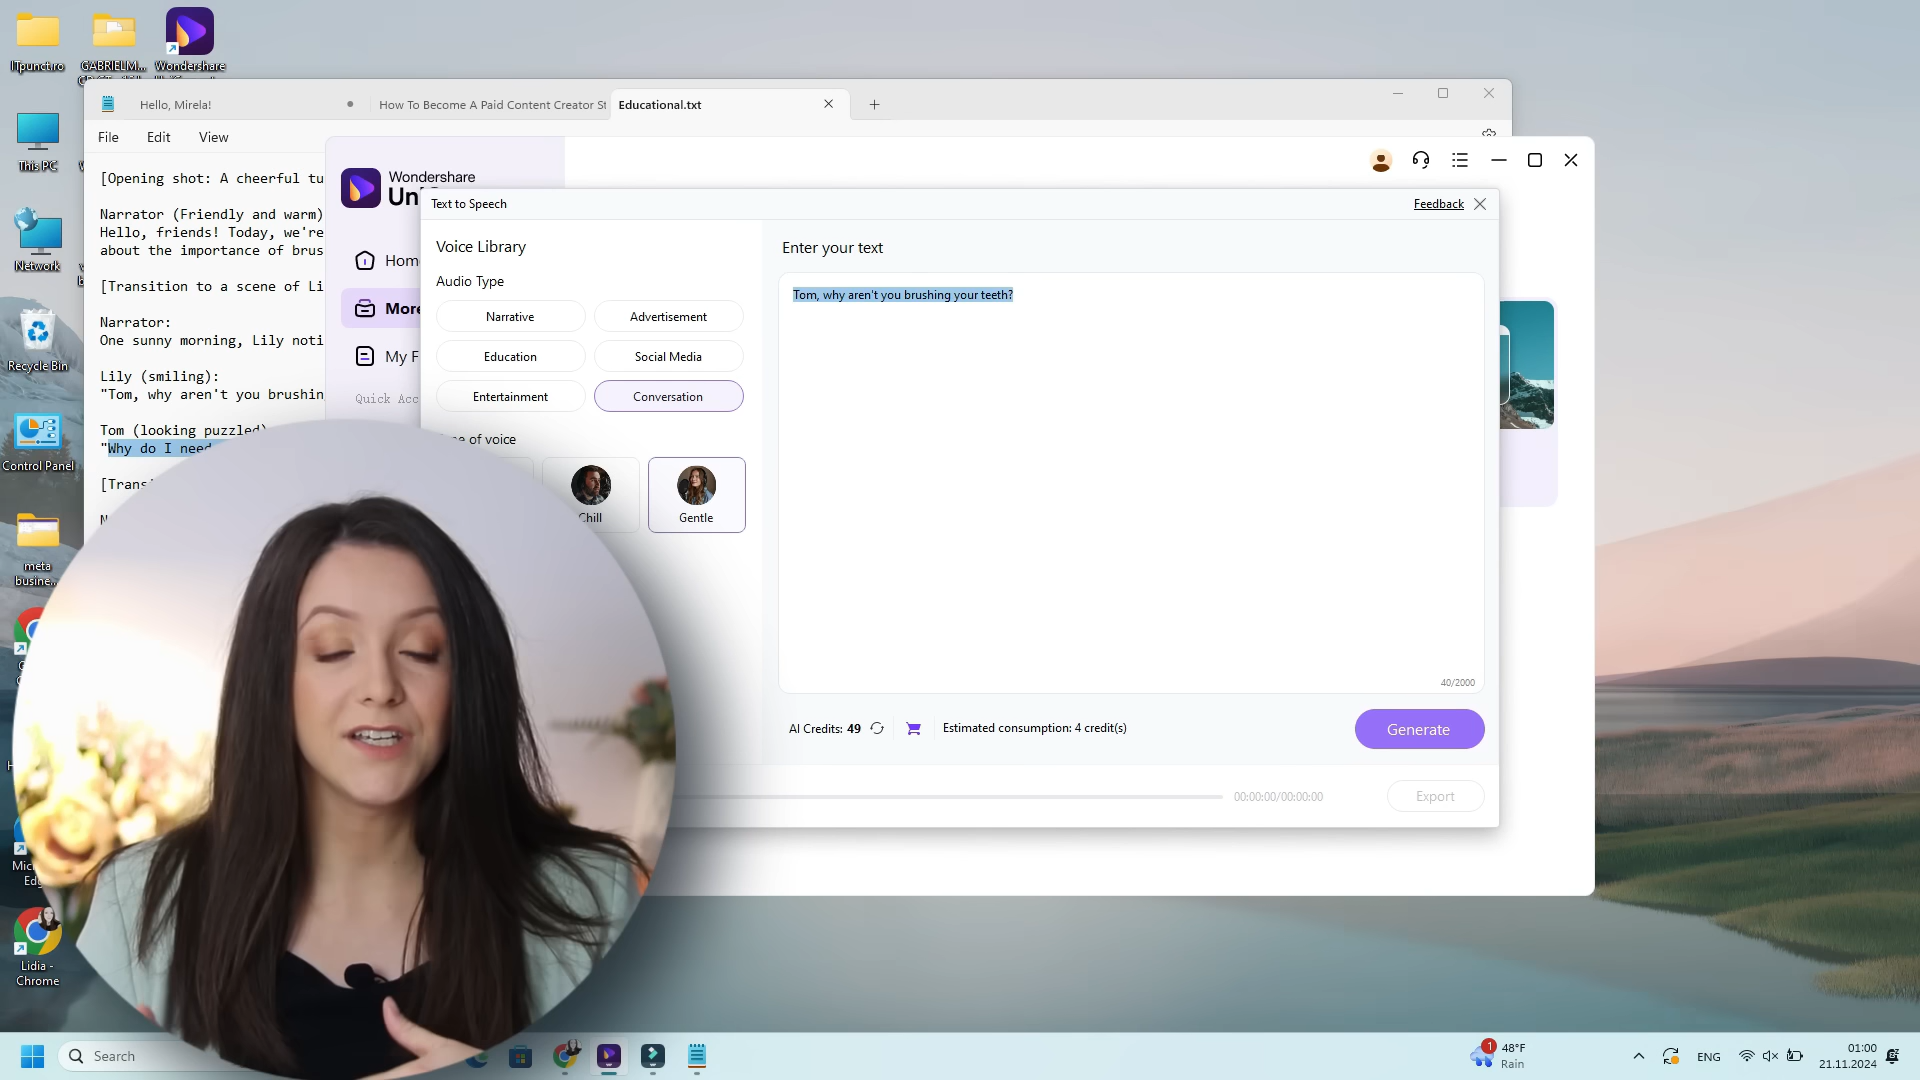 ITpunct.ro
GABRIELM...
Wondershare
This PC
Network
Recycle Bin
Control Panel
meta
busine...
Lidia -
Chrome
Hello, Mirela!
How To Become A Paid Content Creator St
Educational.txt
File
Edit
View
[Opening shot: A cheerful tu
Narrator (Friendly and warm)
Hello, friends! Today, we're
about the importance of brus
[Transition to a scene of Li
Narrator:
One sunny morning, Lily noti
Lily (smiling):
"Tom, why aren't you brushin
Tom (looking puzzled)
"Why do I need
[Trans
Wondershare
Home
More
My F
Quick Acc
Text to Speech
Feedback
Voice Library
Audio Type
Narrative
Advertisement
Education
Social Media
Entertainment
Conversation
of voice
Chill
Gentle
Enter your text
Tom, why aren't you brushing your teeth?
40/2000
AI Credits: 49
Estimated consumption: 4 credit(s)
Generate
00:00:00/00:00:00
Export
Search
1
48°F
Rain
ENG
01:00
21.11.2024